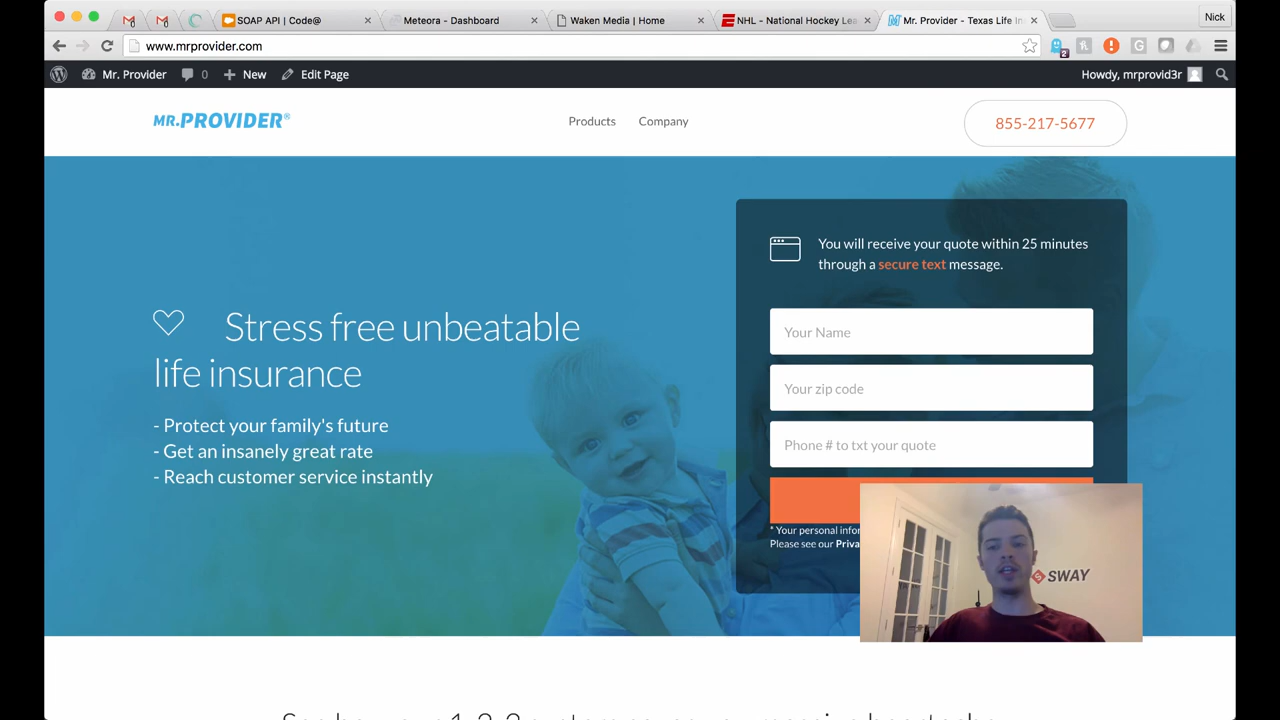 SOAP API | Code@
Meteora - Dashboard
Waken Media | Home
NHL - National Hockey Lea
Mr. Provider - Texas Life In
Nick
www.mrprovider.com
2
Mr. Provider
0
New
Edit Page
Howdy, mrprovid3r
MR.PROVIDER®
Products
Company
855-217-5677
You will receive your quote within 25 minutes
through a secure text message.
Your Name
Your zip code
Phone # to txt your quote
* Your personal infor
Please see our Priva
Stress free unbeatable
life insurance
- Protect your family's future
- Get an insanely great rate
- Reach customer service instantly
S SWAY